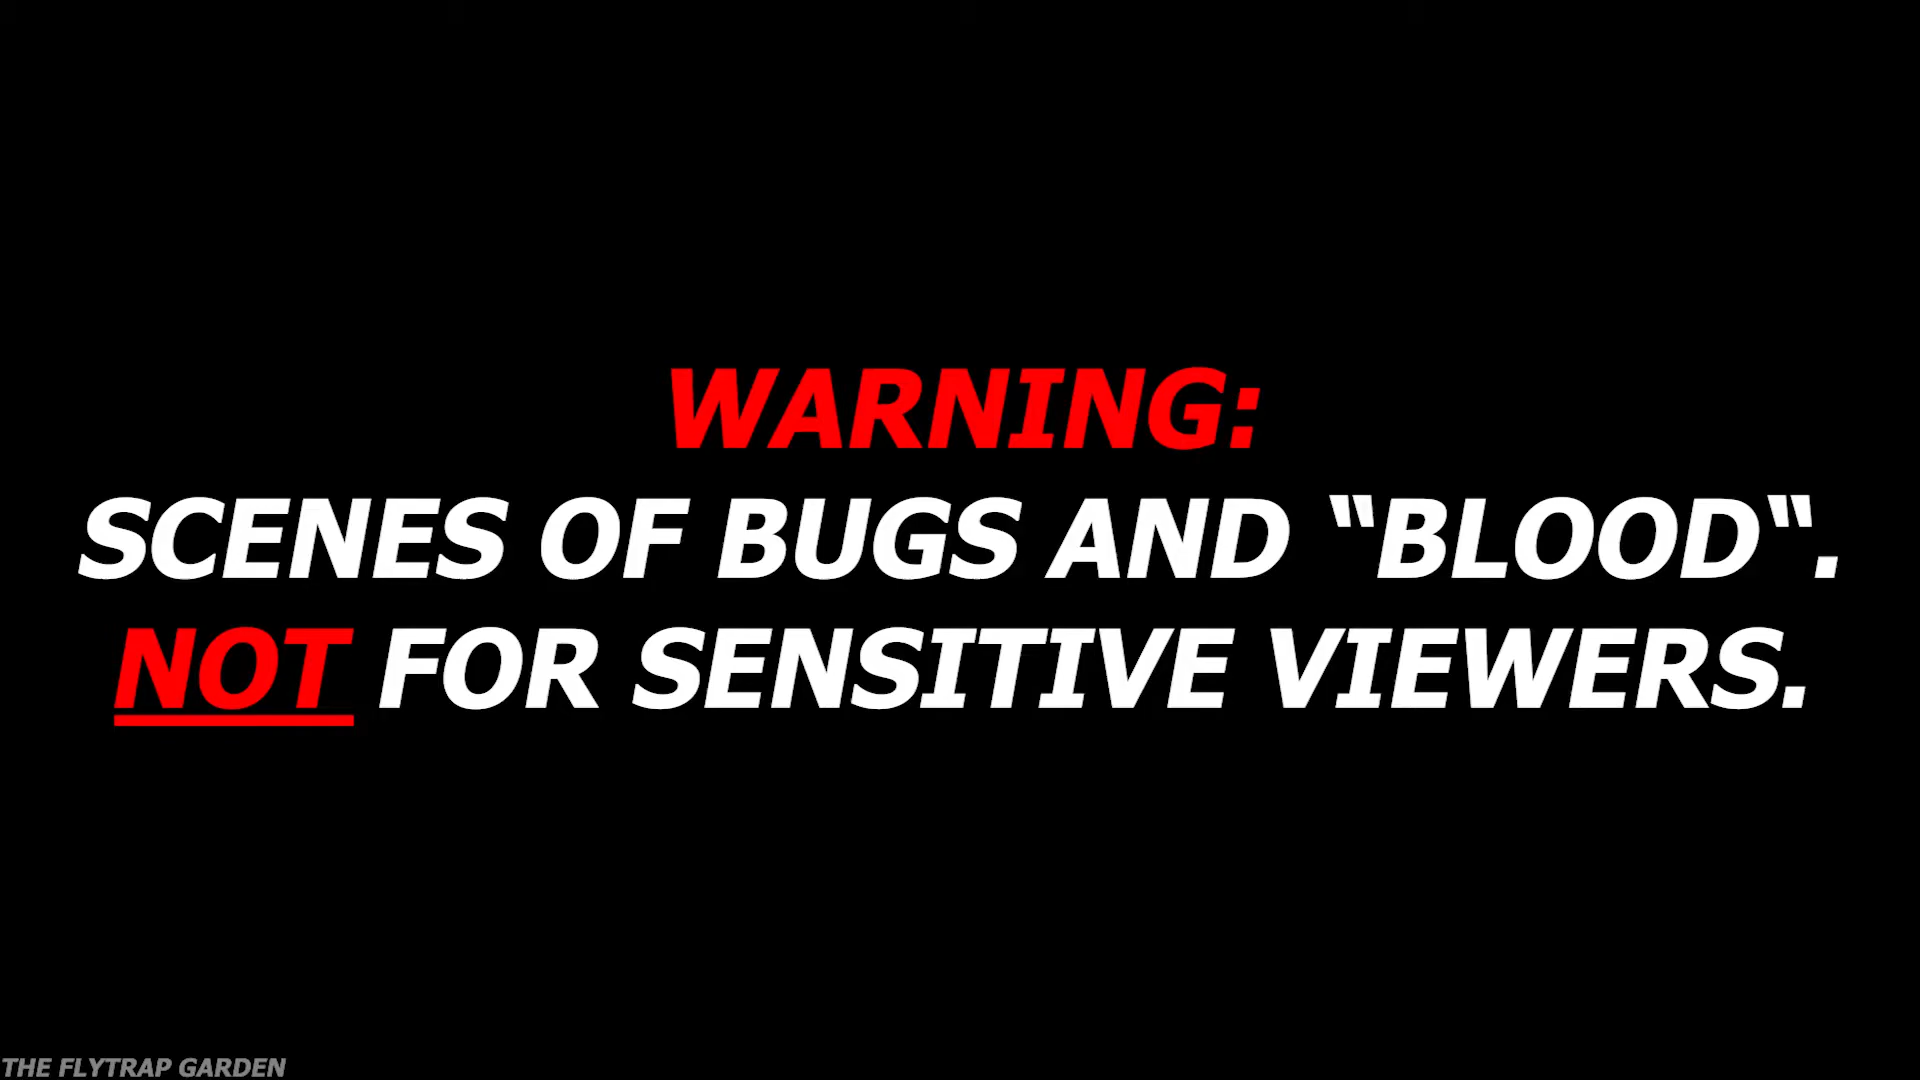 WARNING:
SCENES OF BUGS AND “BLOOD“.
NOT FOR SENSITIVE VIEWERS.
THE FLYTRAP GARDEN